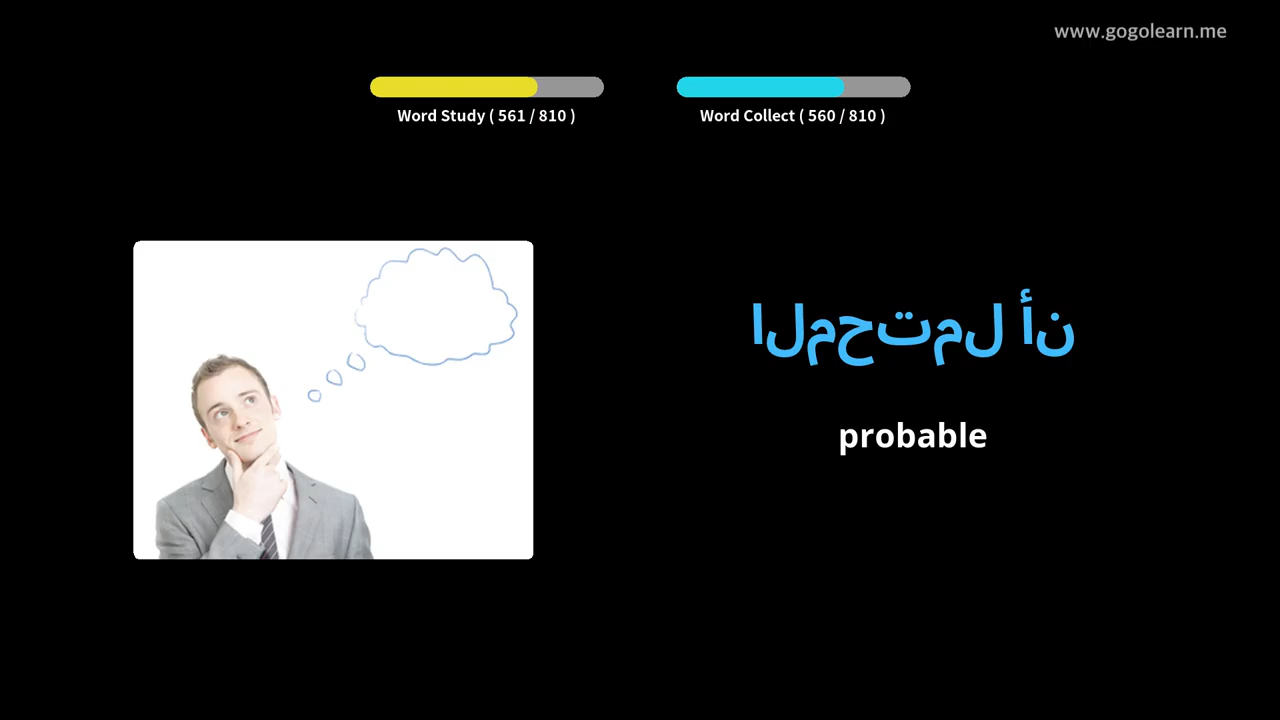 www.gogolearn.me
Word Study ( 561 / 810 )
Word Collect ( 560 / 810 )
المحتمل أن
probable